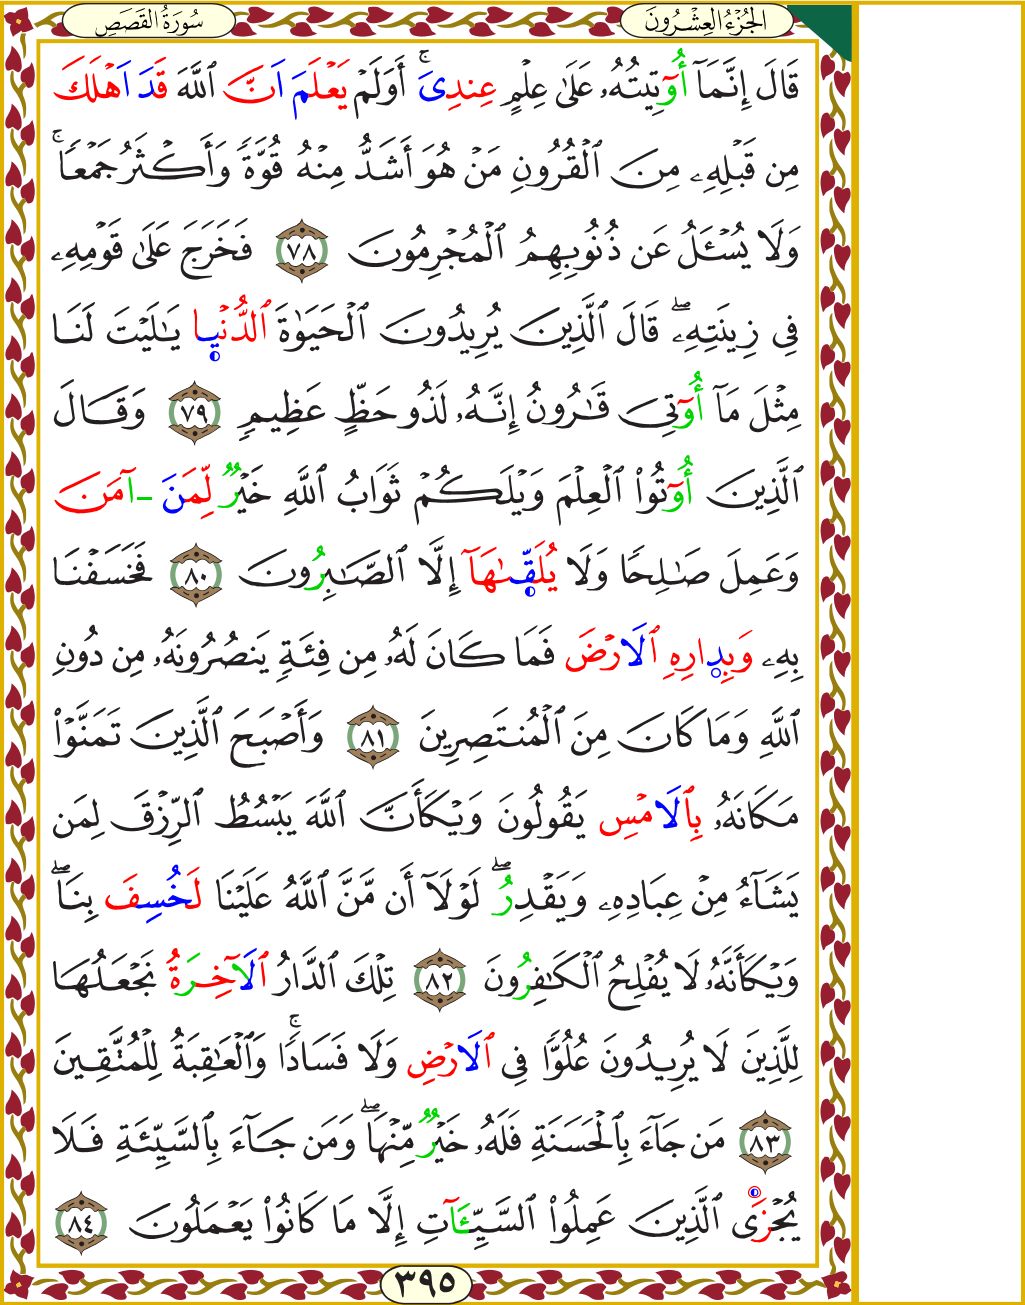 الجُزْءُ العِشْرُونَ
سُورَةُ القَصَصِ
قَالَ إِنَّمَآ أُوتِيتُهُۥ عَلَىٰ عِلْمٍ عِندِىَۚ أَوَلَمْ يَعْلَمَ اَنَّ ٱللَّهَ قَدَ اَهْلَكَ
مِن قَبْلِهِۦ مِنَ ٱلْقُرُونِ مَنْ هُوَ أَشَدُّ مِنْهُ قُوَّةً وَأَكْثَرُ جَمْعًاۚ
وَلَا يُسْـَٔلُ عَن ذُنُوبِهِمُ ٱلْمُجْرِمُونَ ٧٨ فَخَرَجَ عَلَىٰ قَوْمِهِۦ
فِى زِينَتِهِۦۖ قَالَ ٱلَّذِينَ يُرِيدُونَ ٱلْحَيَوٰةَ ٱلدُّنْيٜا يَٰلَيْتَ لَنَا
مِثْلَ مَآ أُوٓتِىَ قَٰرُونُ إِنَّهُۥ لَذُو حَظٍّ عَظِيمٍ ٧٩ وَقَالَ
ٱلَّذِينَ أُوٓتُوا۟ ٱلْعِلْمَ وَيْلَكُمْ ثَوَابُ ٱللَّهِ خَيْرٌ لِّمَنَ ـآمَنَ
وَعَمِلَ صَٰلِحًا وَلَا يُلَقّٜىٰهَآ إِلَّا ٱلصَّٰبِرُونَ ٨٠ فَخَسَفْنَا
بِهِۦ وَبِدٜارِهِ ٱلَارْضَ فَمَا كَانَ لَهُۥ مِن فِئَةٍ يَنصُرُونَهُۥ مِن دُونِ
ٱللَّهِ وَمَا كَانَ مِنَ ٱلْمُنتَصِرِينَ ٨١ وَأَصْبَحَ ٱلَّذِينَ تَمَنَّوْا۟
مَكَانَهُۥ بِٱلَامْسِ يَقُولُونَ وَيْكَأَنَّ ٱللَّهَ يَبْسُطُ ٱلرِّزْقَ لِمَن
يَشَآءُ مِنْ عِبَادِهِۦ وَيَقْدِرُۖ لَوْلَآ أَن مَّنَّ ٱللَّهُ عَلَيْنَا لَخُسِفَ بِنَاۖ
وَيْكَأَنَّهُۥ لَا يُفْلِحُ ٱلْكَٰفِرُونَ ٨٢ تِلْكَ ٱلدَّارُ ٱلَآخِرَةُ نَجْعَلُهَا
لِلَّذِينَ لَا يُرِيدُونَ عُلُوًّا فِى ٱلَارْضِ وَلَا فَسَادًاۚ وَٱلْعَٰقِبَةُ لِلْمُتَّقِينَ
٨٣ مَن جَآءَ بِٱلْحَسَنَةِ فَلَهُۥ خَيْرٌ مِّنْهَاۖ وَمَن جَآءَ بِٱلسَّيِّئَةِ فَلَا
يُجْزَى ٱلَّذِينَ عَمِلُوا۟ ٱلسَّيِّـَٔاتِ إِلَّا مَا كَانُوا۟ يَعْمَلُونَ ٨٤
٣٩٥